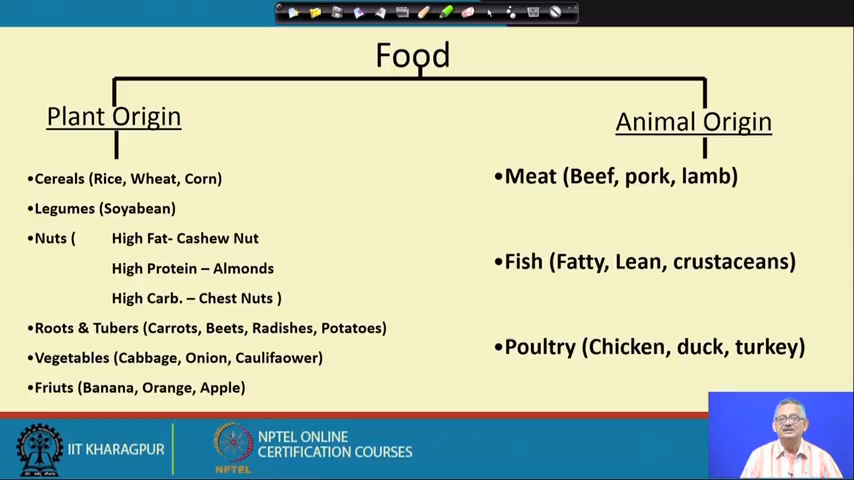 Food
Plant Origin
•Cereals (Rice, Wheat, Corn)
•Legumes (Soyabean)
•Nuts ( High Fat- Cashew Nut
High Protein – Almonds
High Carb. – Chest Nuts )
•Roots & Tubers (Carrots, Beets, Radishes, Potatoes)
•Vegetables (Cabbage, Onion, Caulifaower)
•Friuts (Banana, Orange, Apple)
Animal Origin
•Meat (Beef, pork, lamb)
•Fish (Fatty, Lean, crustaceans)
•Poultry (Chicken, duck, turkey)
IIT KHARAGPUR
NPTEL
NPTEL ONLINE
CERTIFICATION COURSES